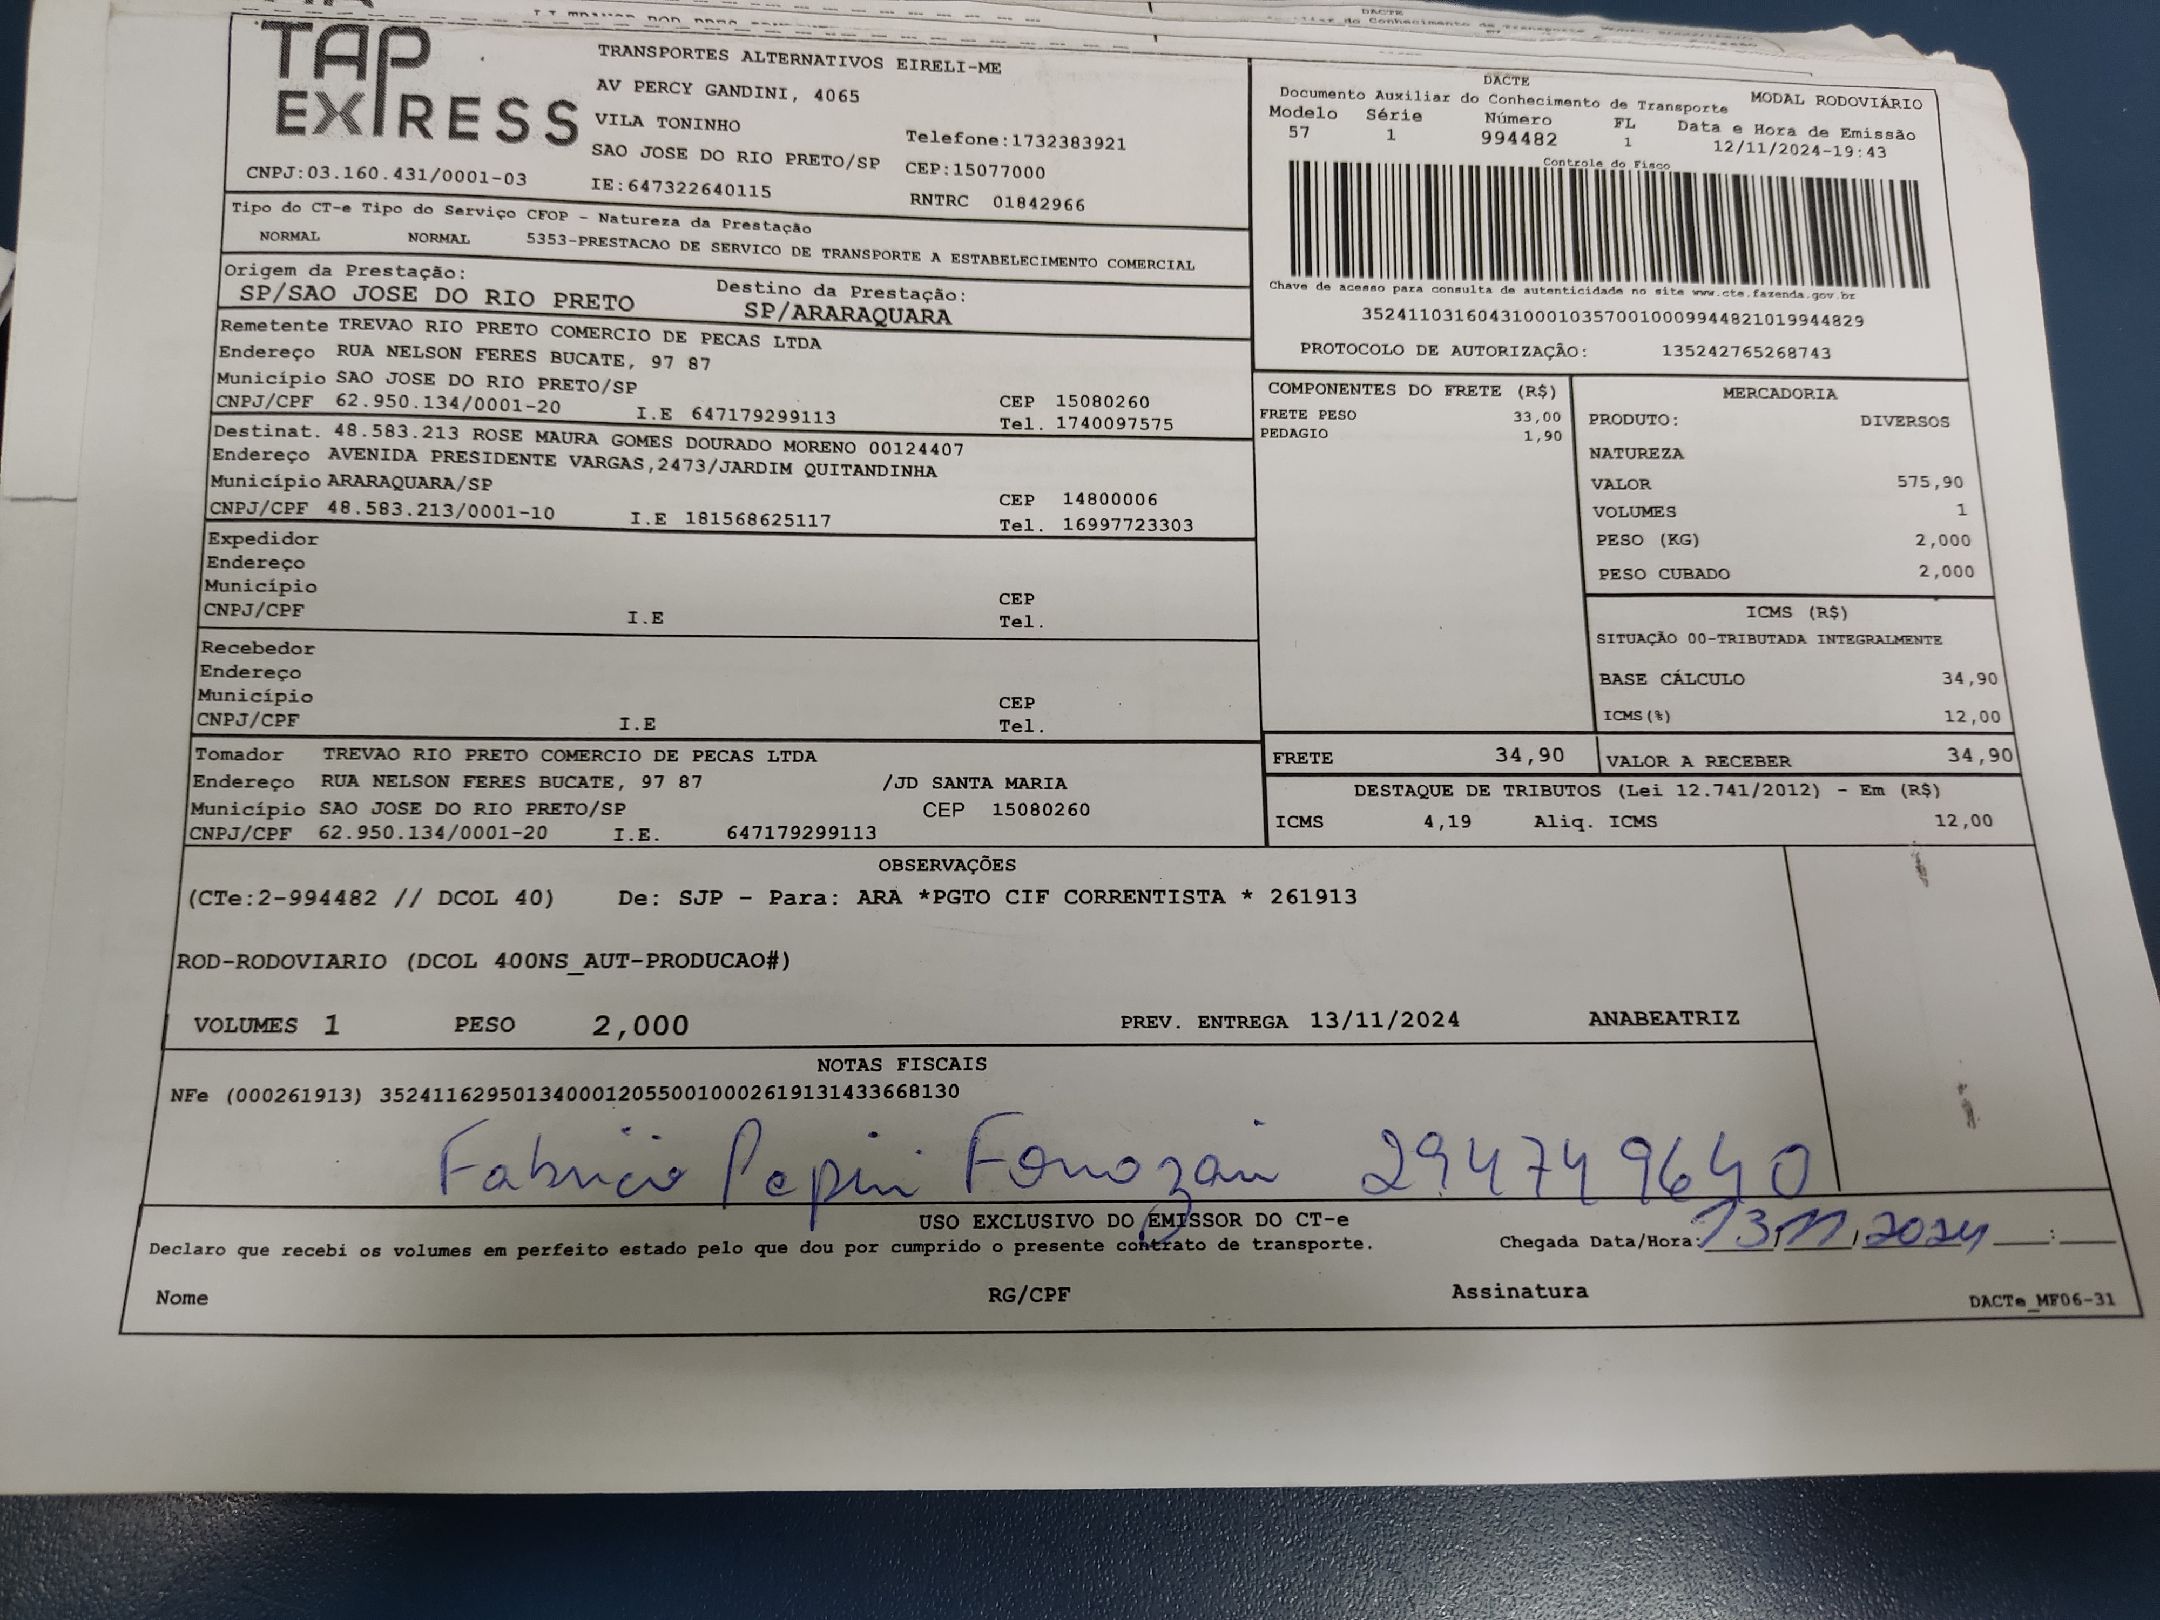 TAP EXPRESS
TRANSPORTES ALTERNATIVOS EIRELI-ME
AV PERCY GANDINI, 4065
VILA TONINHO
Telefone:1732383921
SAO JOSE DO RIO PRETO/SP CEP:15077000
CNPJ:03.160.431/0001-03 IE:647322640115 RNTRC 01842966
DACTE
Documento Auxiliar do Conhecimento de Transporte MODAL RODOVIÁRIO
Modelo Série Número FL Data e Hora de Emissão
57 1 994482 1 12/11/2024-19:43
Controle do Fisco
Chave de acesso para consulta de autenticidade no site www.cte.fazenda.gov.br
35241103160431000103570010009944821019944829
PROTOCOLO DE AUTORIZAÇÃO: 135242765268743
Tipo do CT-e Tipo do Serviço CFOP - Natureza da Prestação
NORMAL NORMAL 5353-PRESTACAO DE SERVICO DE TRANSPORTE A ESTABELECIMENTO COMERCIAL
Origem da Prestação: Destino da Prestação:
SP/SAO JOSE DO RIO PRETO SP/ARARAQUARA
Remetente TREVAO RIO PRETO COMERCIO DE PECAS LTDA
Endereço RUA NELSON FERES BUCATE, 97 87
Município SAO JOSE DO RIO PRETO/SP CEP 15080260
CNPJ/CPF 62.950.134/0001-20 I.E 647179299113 Tel. 1740097575
Destinat. 48.583.213 ROSE MAURA GOMES DOURADO MORENO 00124407
Endereço AVENIDA PRESIDENTE VARGAS,2473/JARDIM QUITANDINHA
Município ARARAQUARA/SP CEP 14800006
CNPJ/CPF 48.583.213/0001-10 I.E 181568625117 Tel. 16997723303
Expedidor
Endereço
Município CEP
CNPJ/CPF I.E Tel.
Recebedor
Endereço
Município CEP
CNPJ/CPF I.E Tel.
Tomador TREVAO RIO PRETO COMERCIO DE PECAS LTDA
Endereço RUA NELSON FERES BUCATE, 97 87 /JD SANTA MARIA
Município SAO JOSE DO RIO PRETO/SP CEP 15080260
CNPJ/CPF 62.950.134/0001-20 I.E. 647179299113
COMPONENTES DO FRETE (R$)
FRETE PESO 33,00
PEDAGIO 1,90
MERCADORIA
PRODUTO: DIVERSOS
NATUREZA
VALOR 575,90
VOLUMES 1
PESO (KG) 2,000
PESO CUBADO 2,000
ICMS (R$)
SITUAÇÃO 00-TRIBUTADA INTEGRALMENTE
BASE CÁLCULO 34,90
ICMS(%) 12,00
FRETE 34,90 VALOR A RECEBER 34,90
DESTAQUE DE TRIBUTOS (Lei 12.741/2012) - Em (R$)
ICMS 4,19 Aliq. ICMS 12,00
OBSERVAÇÕES
(CTe:2-994482 // DCOL 40) De: SJP - Para: ARA *PGTO CIF CORRENTISTA * 261913
ROD-RODOVIARIO (DCOL 400NS_AUT-PRODUCAO#)
VOLUMES 1 PESO 2,000 PREV. ENTREGA 13/11/2024 ANABEATRIZ
NOTAS FISCAIS
NFe (000261913) 35241162950134000120550010002619131433668130
Fabricio Pepini 294749640
USO EXCLUSIVO DO EMISSOR DO CT-e
Declaro que recebi os volumes em perfeito estado pelo que dou por cumprido o presente contrato de transporte. Chegada Data/Hora: 13/11/2024 __:__
Nome RG/CPF Assinatura DACTe_MF06-31